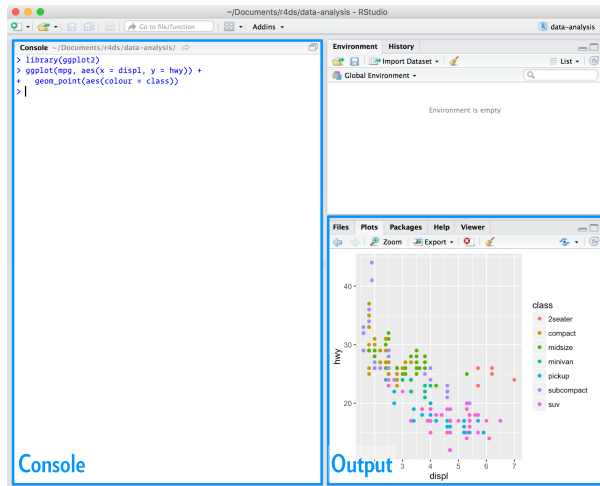 ~/Documents/r4ds/data-analysis - RStudio
Go to file/function
Addins
data-analysis
Console ~/Documents/r4ds/data-analysis/
> library(ggplot2)
> ggplot(mpg, aes(x = displ, y = hwy)) +
+   geom_point(aes(colour = class))
>
Console
Environment History
Import Dataset
List
Global Environment
Environment is empty
Files Plots Packages Help Viewer
Zoom Export
40
30
20
hwy
3 4 5 6 7
displ
class
2seater
compact
midsize
minivan
pickup
subcompact
suv
Output